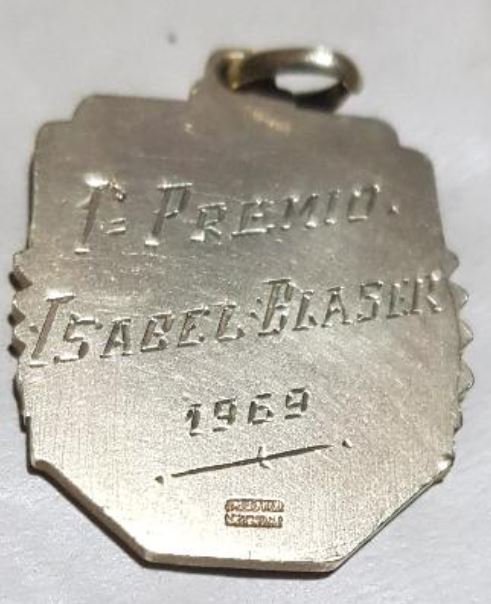 1º PREMIO.
ISABEL BLASER
1969